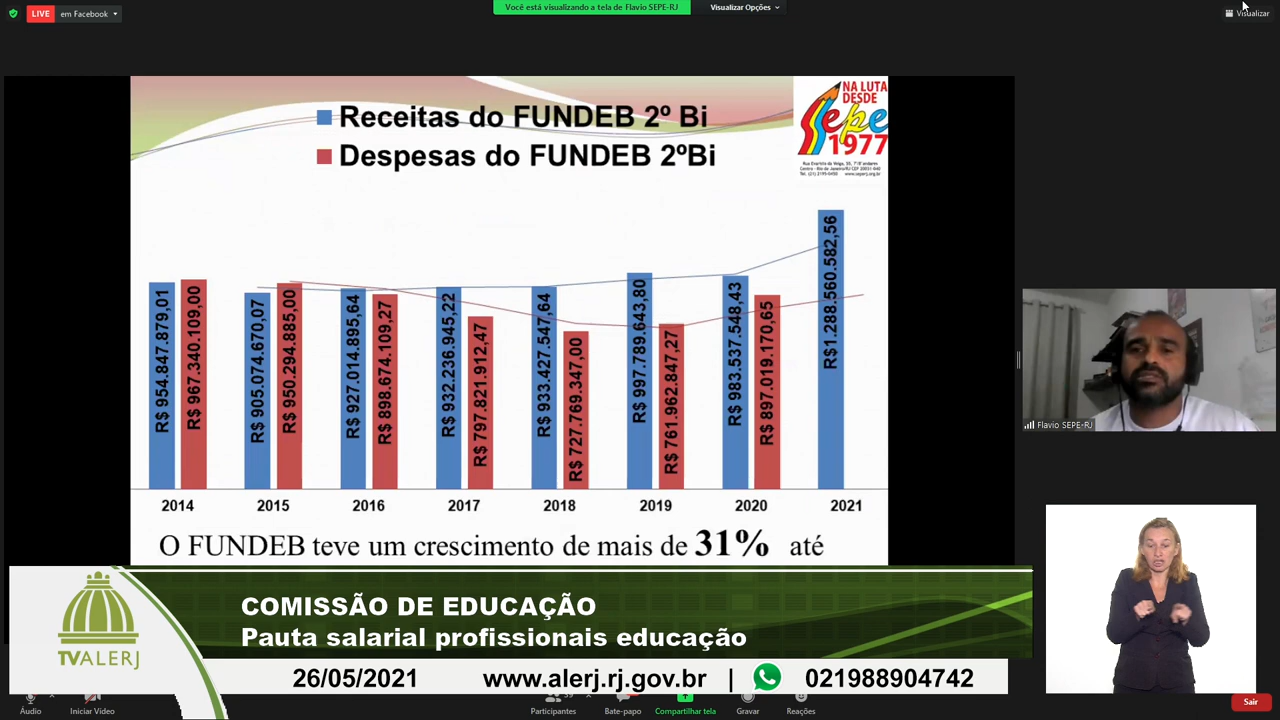 LIVE em Facebook
Você está visualizando a tela de Flavio SEPE-RJ
Visualizar Opções
Visualizar
Receitas do FUNDEB 2º Bi
Despesas do FUNDEB 2ºBi
NA LUTA
DESDE
Sepe
1977
R$ 954.847.879,01
R$ 967.340.109,00
R$ 905.074.670,07
R$ 950.294.885,00
R$ 927.014.895,64
R$ 898.674.109,27
R$ 932.236.945,22
R$ 797.821.912,47
R$ 933.427.547,64
R$ 727.769.347,00
R$ 997.789.643,80
R$ 761.962.847,27
R$ 983.537.548,43
R$ 897.019.170,65
R$1.288.560.582,56
2014 2015 2016 2017 2018 2019 2020 2021
O FUNDEB teve um crescimento de mais de 31% até
Flavio SEPE-RJ
TVALERJ
COMISSÃO DE EDUCAÇÃO
Pauta salarial profissionais educação
26/05/2021 www.alerj.rj.gov.br | 021988904742
Áudio Iniciar Vídeo Participantes Bate-papo Compartilhar tela Gravar Reações Sair